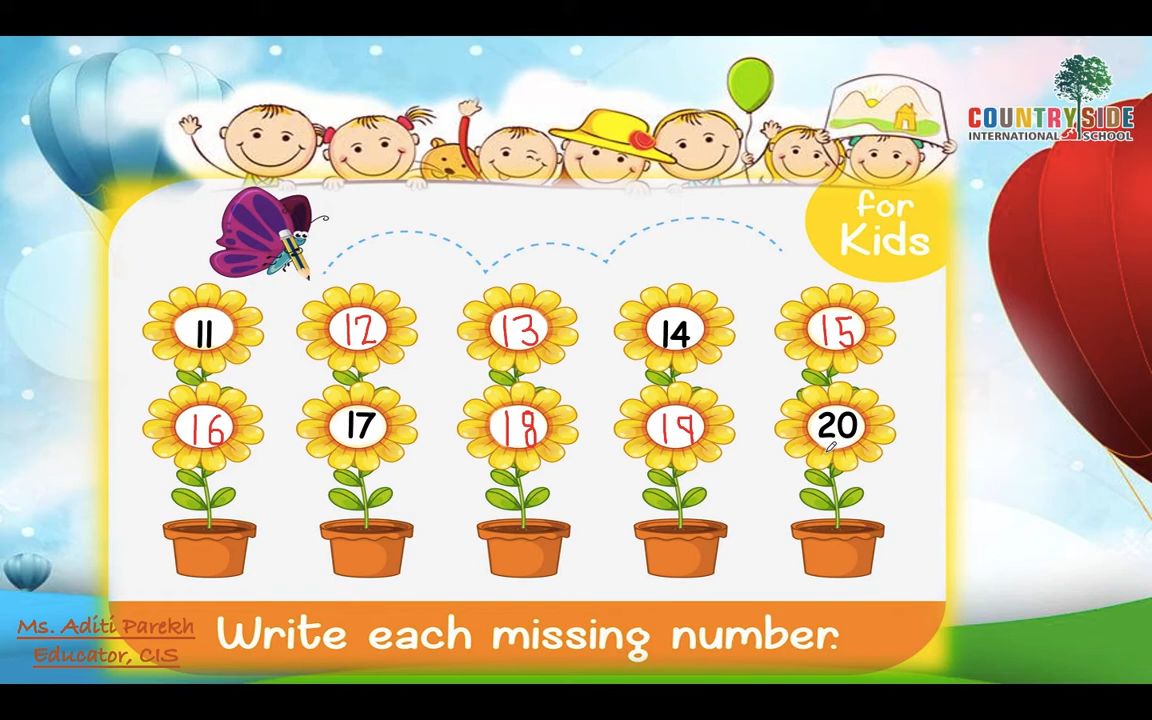 COUNTRYSIDE
INTERNATIONAL SCHOOL
for
Kids
11 12 13 14 15
16 17 18 19 20
Ms. Aditi Parekh
Educator, CIS
Write each missing number.